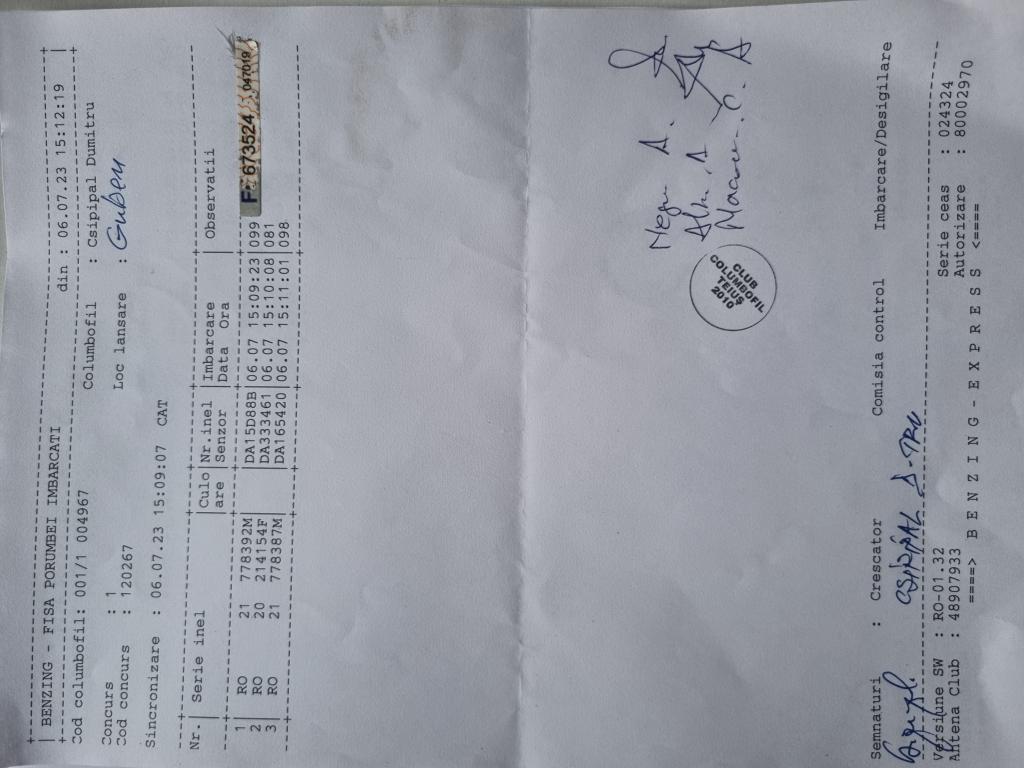 | BENZING - FISA PORUMBEI IMBARCATI din : 06.07.23 15:12:19 |
Cod columbofil: 001/1 004967 Columbofil : Csipipal Dumitru
Concurs : 1 Loc lansare : Guben
Cod concurs : 120267
Sincronizare : 06.07.23 15:09:07 CAT
Nr.| Serie inel |Culo|Nr.inel |Imbarcare | Observatii
|are |Senzor |Data Ora |
1 | RO 21 778392M | |DA15D88B|06.07 15:09:23|099 F 673524 047019
2 | RO 20 214154F | |DA333461|06.07 15:10:08|081
3 | RO 21 778387M | |DA165420|06.07 15:11:01|098
CLUB
COLUMBOFIL
TEIUȘ
2010
Semnaturi : Crescator Comisia control Imbarcare/Desigilare
CSIPIPAL D-TRU
Versiune SW : RO-01.32 Serie ceas : 024324
Antena Club : 48907933 Autorizare : 80002970
====> B E N Z I N G - E X P R E S S <====